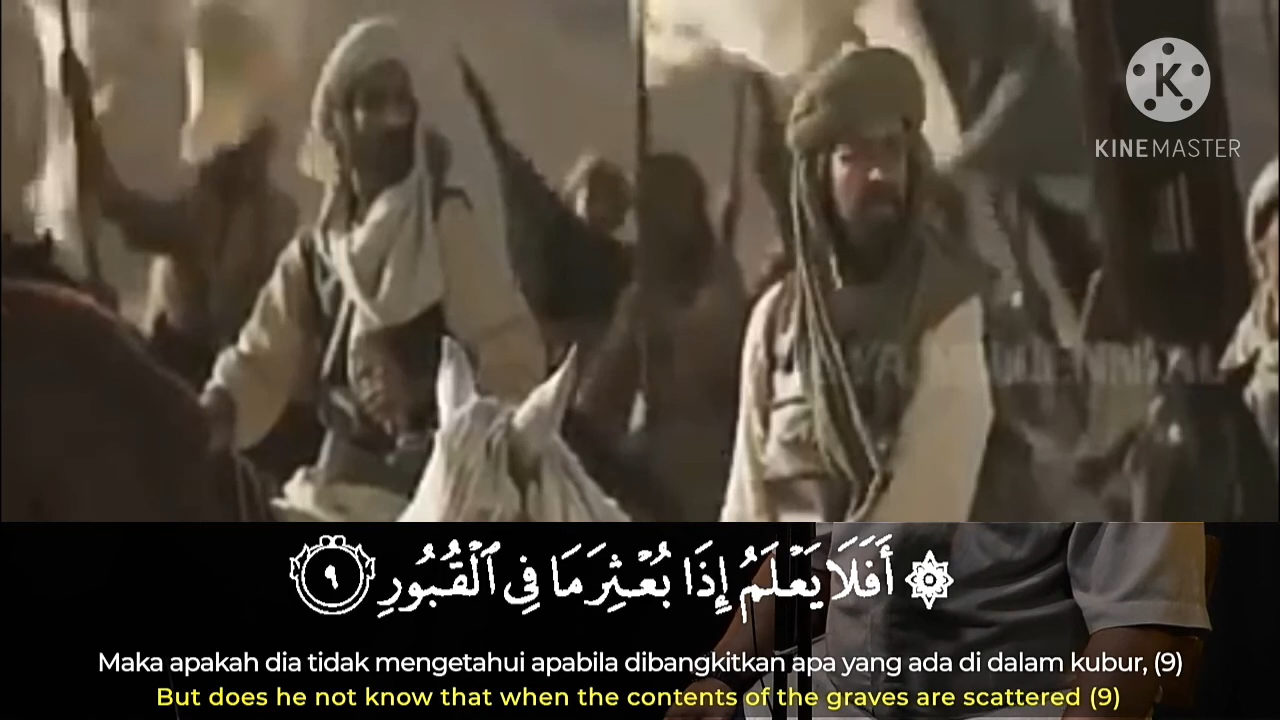 KINEMASTER
۞ أَفَلَا يَعْلَمُ إِذَا بُعْثِرَ مَا فِي ٱلْقُبُورِ ٩
Maka apakah dia tidak mengetahui apabila dibangkitkan apa yang ada di dalam kubur, (9)
But does he not know that when the contents of the graves are scattered (9)